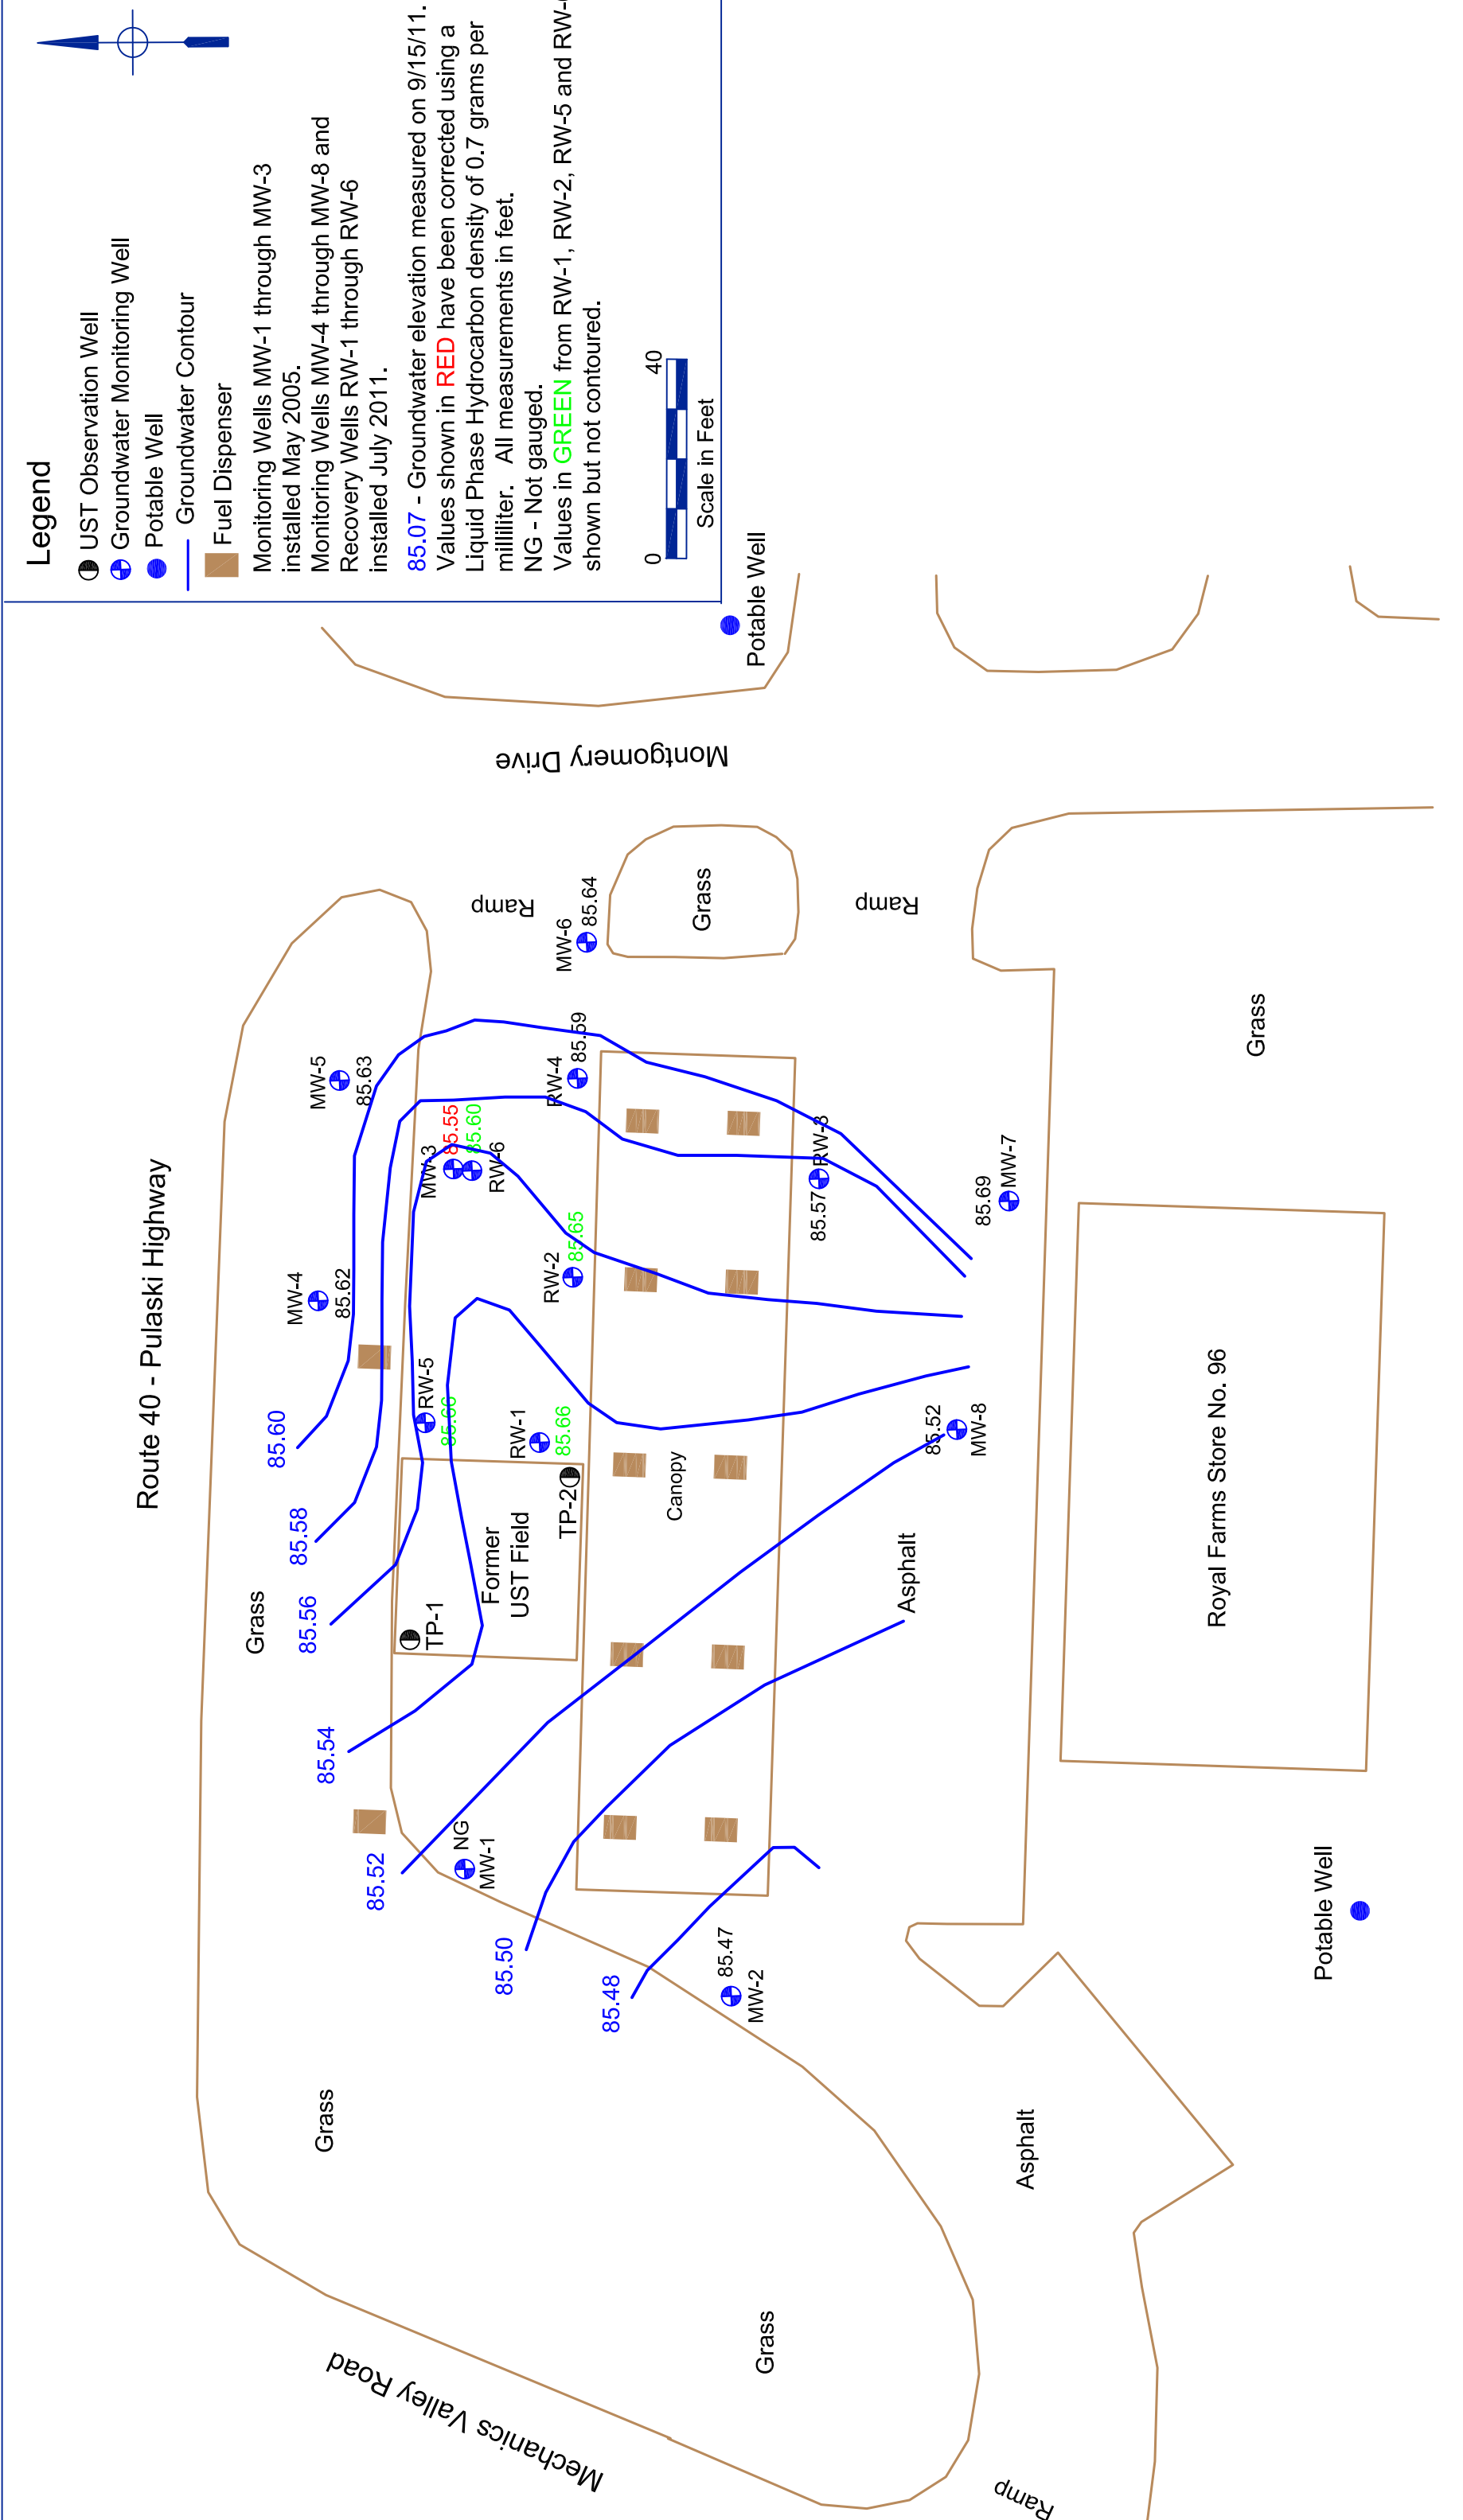 Legend
UST Observation Well
Groundwater Monitoring Well
Potable Well
Groundwater Contour
Fuel Dispenser
Monitoring Wells MW-1 through MW-3
installed May 2005.
Monitoring Wells MW-4 through MW-8 and
Recovery Wells RW-1 through RW-6
installed July 2011.
85.07 - Groundwater elevation measured on 9/15/11.
Values shown in RED have been corrected using a
Liquid Phase Hydrocarbon density of 0.7 grams per
milliliter.  All measurements in feet.
NG - Not gauged.
Values in GREEN from RW-1, RW-2, RW-5 and RW-
shown but not contoured.
0
40
Scale in Feet
Route 40 - Pulaski Highway
Montgomery Drive
Mechanics Valley Road
Potable Well
Ramp
Grass
Ramp
MW-6
85.64
MW-5
85.63
MW-4
85.62
MW-3
85.55
85.60
RW-6
RW-4
85.59
RW-2
85.65
RW-5
85.66
RW-1
85.66
RW-3
85.57
85.69
MW-7
85.52
MW-8
TP-2
TP-1
Former
UST Field
Canopy
Asphalt
Grass
Royal Farms Store No. 96
85.60
85.58
85.56
85.54
85.52
85.50
85.48
Grass
NG
MW-1
85.47
MW-2
Potable Well
Grass
Asphalt
Grass
Ramp